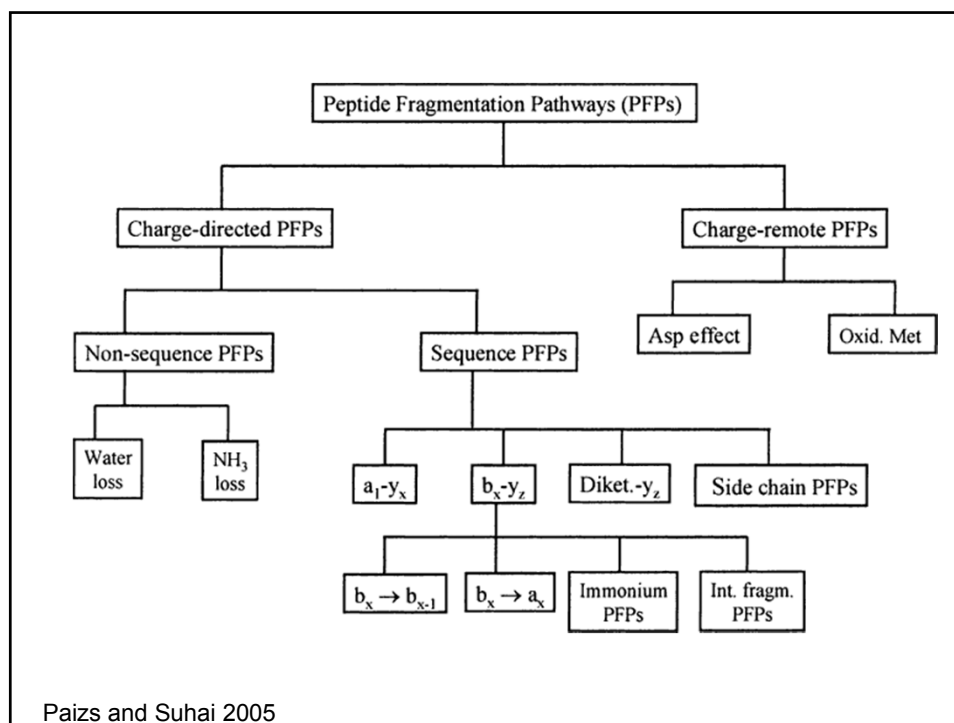 Peptide Fragmentation Pathways (PFPs)
Charge-directed PFPs
Charge-remote PFPs
Non-sequence PFPs
Sequence PFPs
Asp effect
Oxid. Met
Water
loss
NH₃
loss
a₁-yₓ
bₓ-y_z
Diket.-y_z
Side chain PFPs
bₓ → bₓ₋₁
bₓ → aₓ
Immonium
PFPs
Int. fragm.
PFPs
Paizs and Suhai 2005